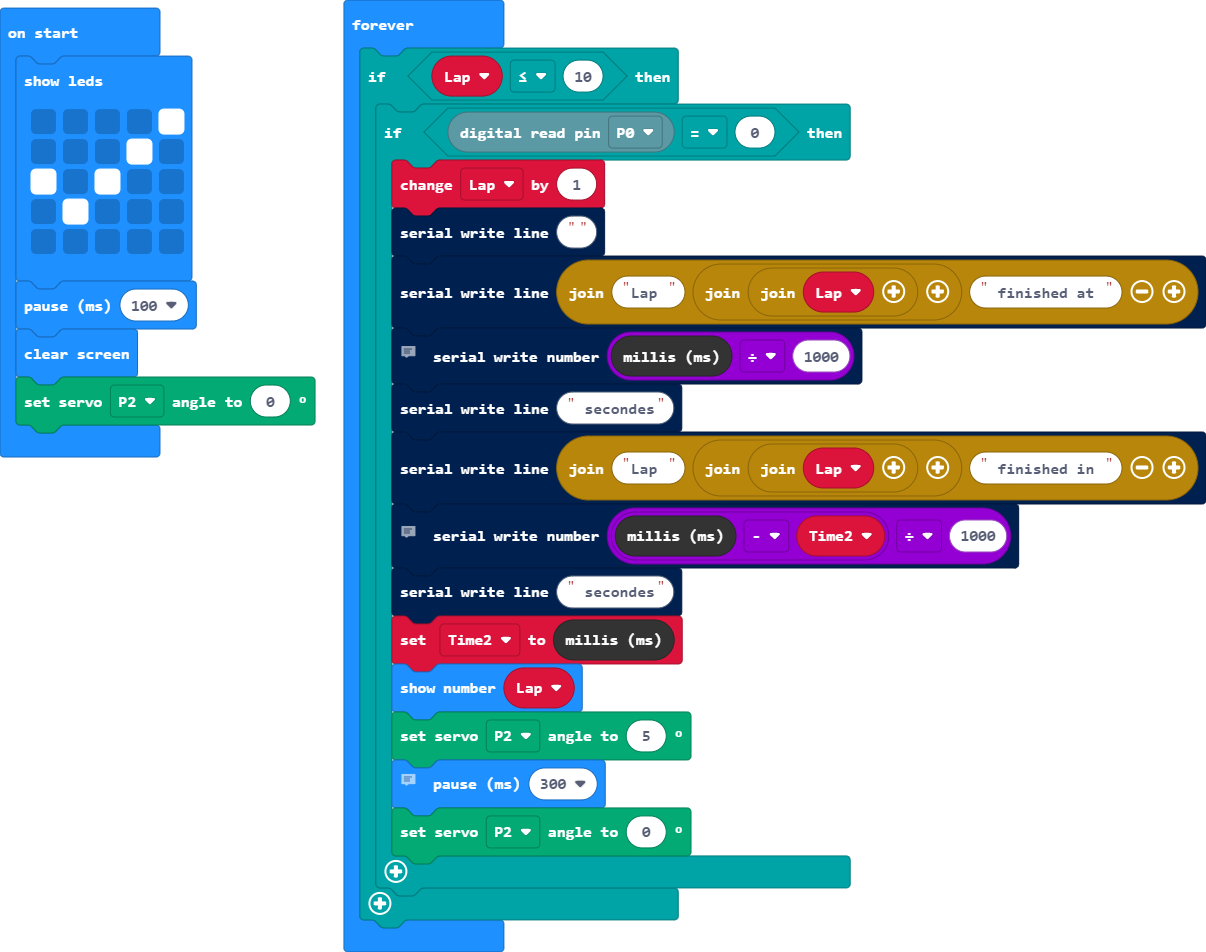 on start
show leds
pause (ms) 100
clear screen
set servo P2 angle to 0 °
forever
if Lap ≤ 10 then
if digital read pin P0 = 0 then
change Lap by 1
serial write line " "
serial write line join "Lap " join join Lap " finished at "
serial write number millis (ms) ÷ 1000
serial write line " secondes"
serial write line join "Lap " join join Lap " finished in "
serial write number millis (ms) - Time2 ÷ 1000
serial write line " secondes"
set Time2 to millis (ms)
show number Lap
set servo P2 angle to 5 °
pause (ms) 300
set servo P2 angle to 0 °